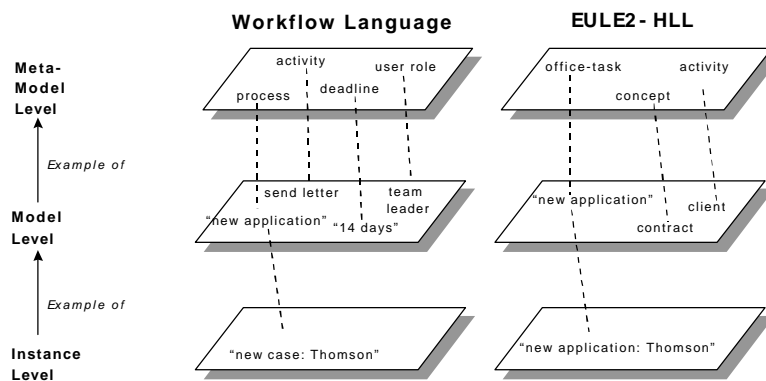 Workflow Language
EULE2 - HLL
Meta-
Model
Level
activity
user role
process
deadline
office-task
activity
concept
Example of
Model
Level
send letter
team
leader
"new application"
"14 days"
"new application"
client
contract
Example of
Instance
Level
"new case: Thomson"
"new application: Thomson"